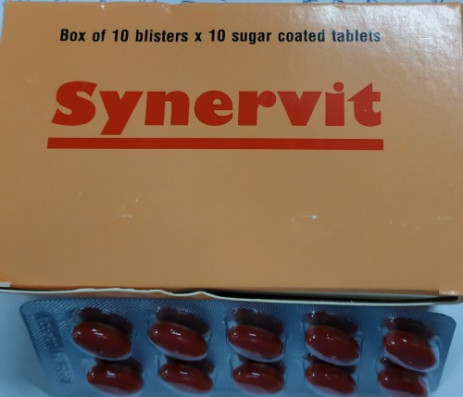 Box of 10 blisters x 10 sugar coated tablets
Synervit